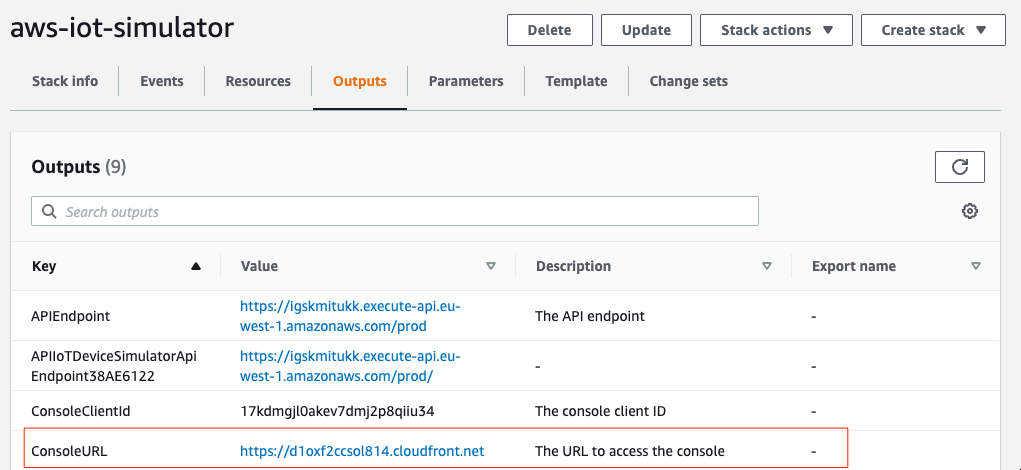 aws-iot-simulator
Delete
Update
Stack actions
Create stack
Stack info
Events
Resources
Outputs
Parameters
Template
Change sets
Outputs (9)
Search outputs
Key
Value
Description
Export name
APIEndpoint
https://igskmitukk.execute-api.eu-
west-1.amazonaws.com/prod
The API endpoint
-
APIIoTDeviceSimulatorApi
Endpoint38AE6122
https://igskmitukk.execute-api.eu-
west-1.amazonaws.com/prod/
-
-
ConsoleClientId
17kdmgjl0akev7dmj2p8qiiu34
The console client ID
-
ConsoleURL
https://d1oxf2ccsol814.cloudfront.net
The URL to access the console
-